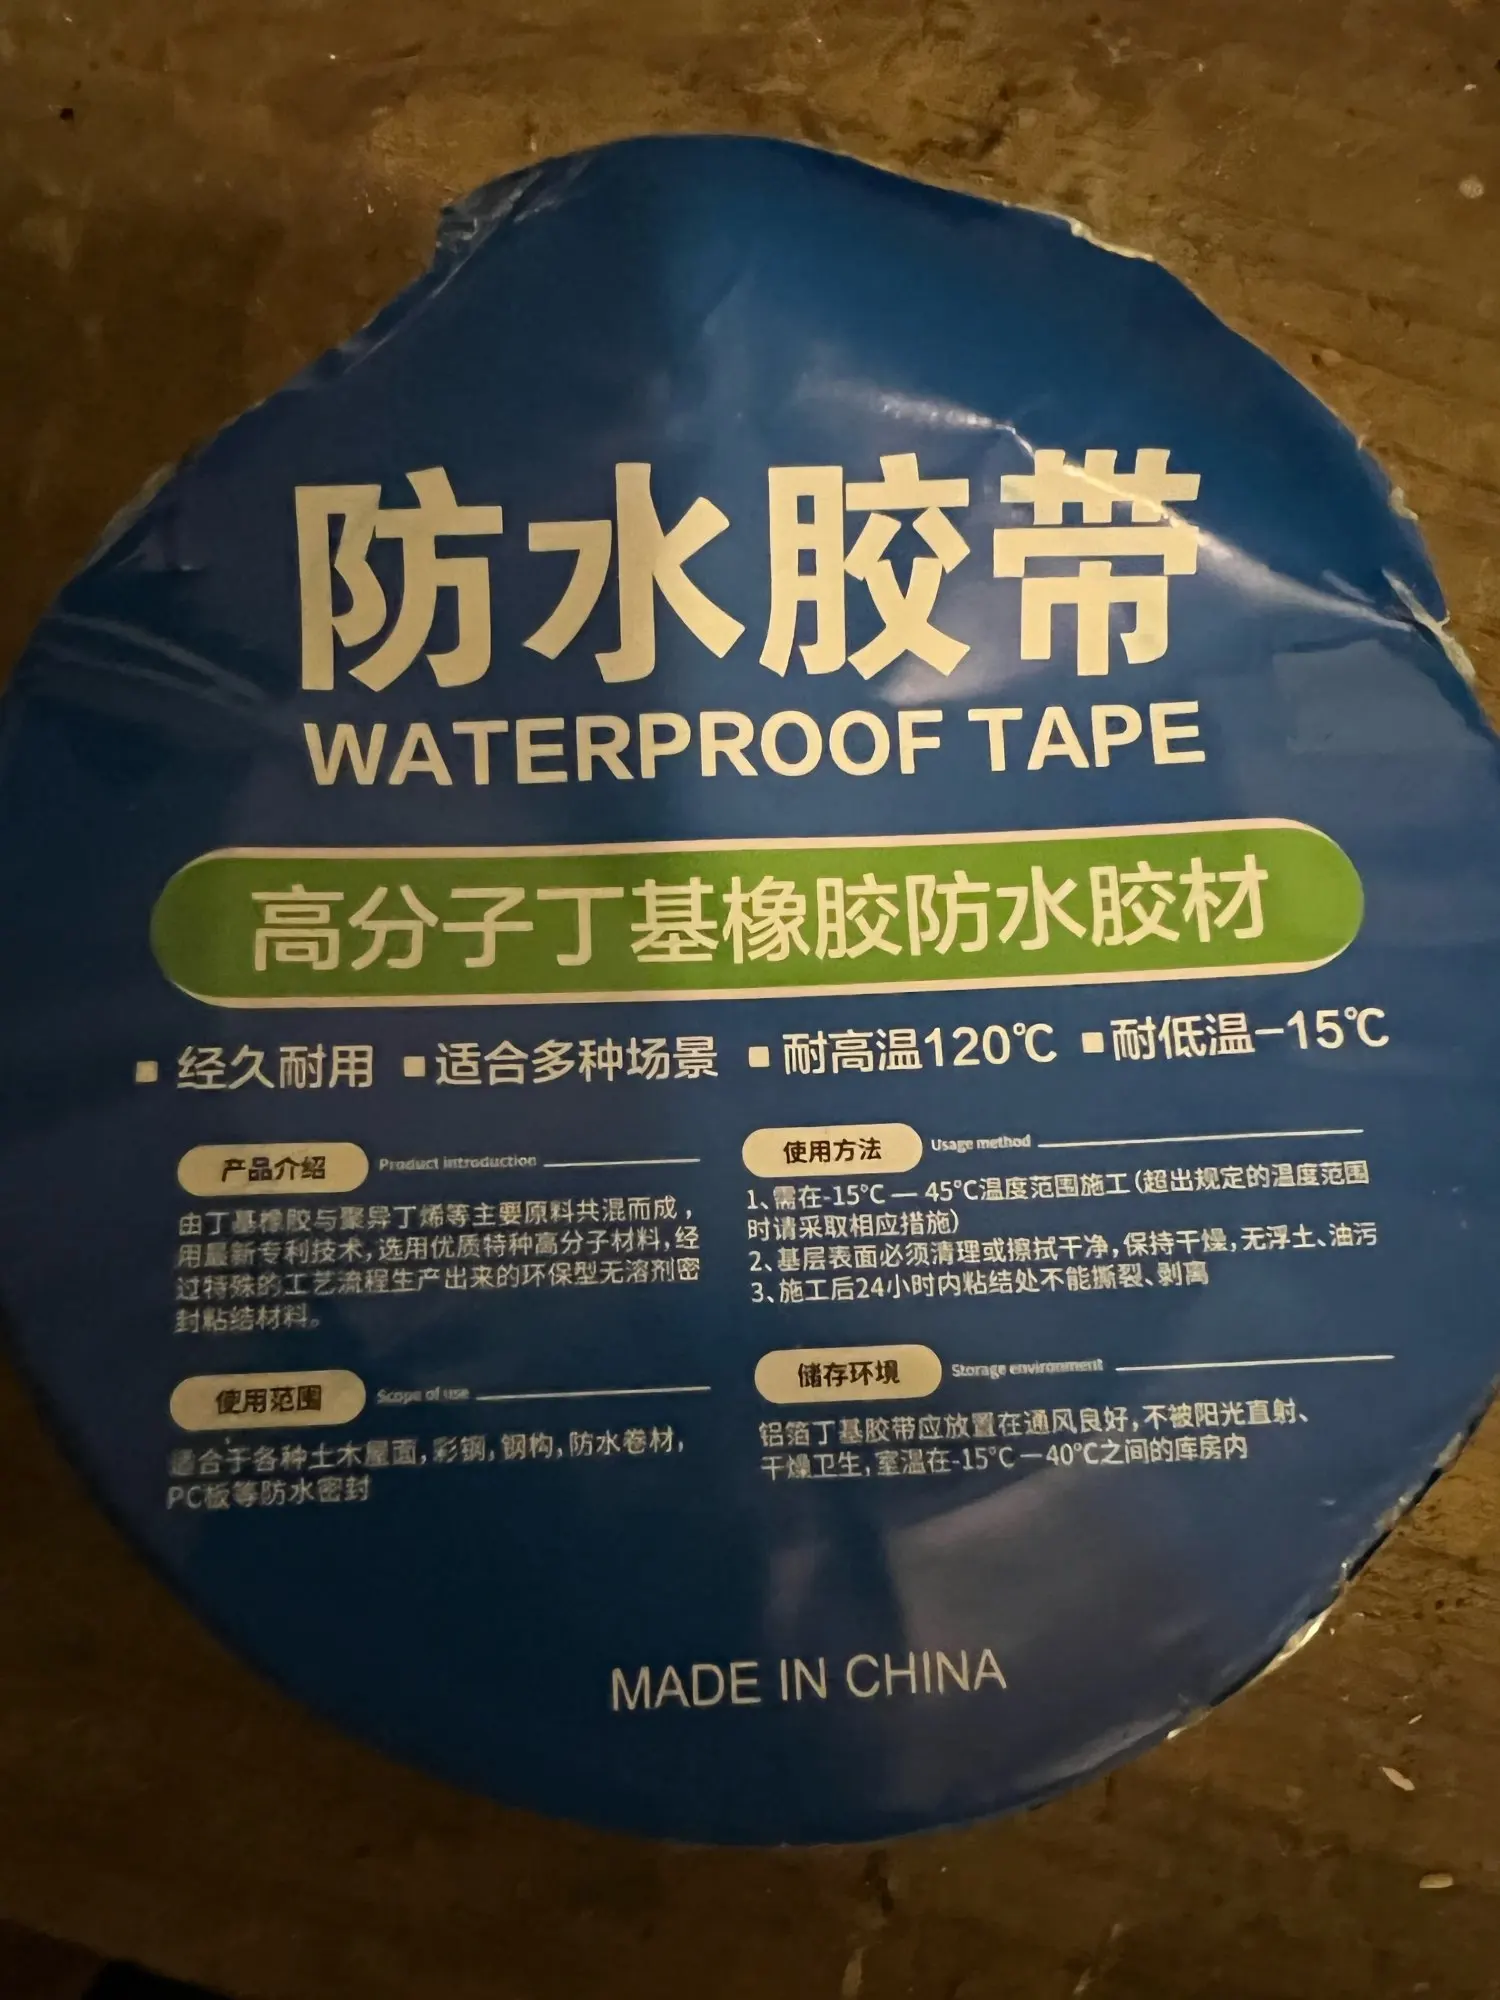 防水胶带
WATERPROOF TAPE
高分子丁基橡胶防水胶材
▪ 经久耐用 ▪适合多种场景 ▪ 耐高温120℃ ▪耐低温-15℃
产品介绍 Product introduction
由丁基橡胶与聚异丁烯等主要原料共混而成，
用最新专利技术，选用优质特种高分子材料，经
过特殊的工艺流程生产出来的环保型无溶剂密
封粘结材料。
使用范围 Scope of use
适合于各种土木屋面，彩钢，钢构，防水卷材，
PC板等防水密封
使用方法 Usage method
1、需在-15℃ — 45℃温度范围施工（超出规定的温度范围
时请采取相应措施）
2、基层表面必须清理或擦拭干净，保持干燥，无浮土、油污
3、施工后24小时内粘结处不能撕裂、剥离
储存环境 Storage environment
铝箔丁基胶带应放置在通风良好，不被阳光直射、
干燥卫生，室温在-15℃ — 40℃之间的库房内
MADE IN CHINA